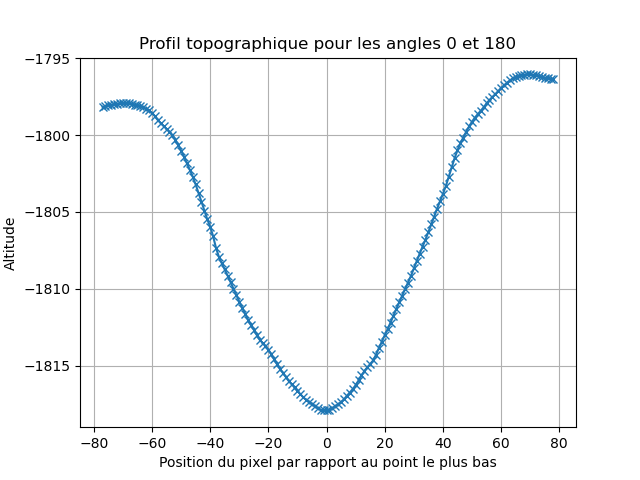 Profil topographique pour les angles 0 et 180
Altitude
−1795
−1800
−1805
−1810
−1815
−80 −60 −40 −20 0 20 40 60 80
Position du pixel par rapport au point le plus bas